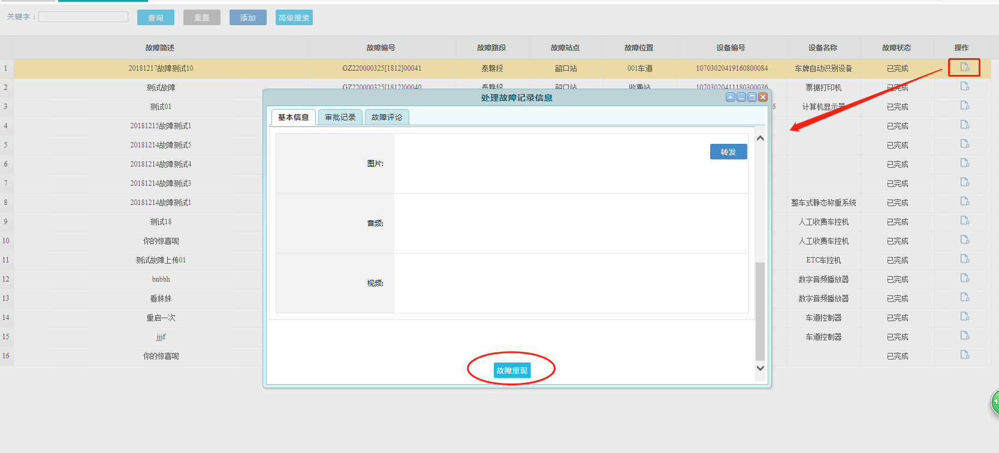 关键字： 查询 重置 添加 高级搜索
故障简述 故障编号 故障路段 故障站点 故障位置 设备编号 设备名称 故障状态 操作
1 20181217故障测试10 GZ220000325[1812]00041 泰赣段 韶口站 001车道 10703020419160800084 车牌自动识别设备 已完成
2 测试故障 GZ220000325[1812]00040 泰赣段 韶口站 收费站 10703020411180300036 票据打印机 已完成
3 测试01 6 计算机显示器 已完成
4 20181215故障测试1 已完成
5 20181214故障测试5 已完成
6 20181214故障测试4 已完成
7 20181214故障测试3 已完成
8 20181214故障测试1 整车式静态称重系统 已完成
9 测试18 人工收费车控机 已完成
10 你的惊喜呢 人工收费车控机 已完成
11 测试故障上传01 ETC车控机 已完成
12 bnbbh 数字音频播放器 已完成
13 看妹妹 数字音频播放器 已完成
14 重启一次 车道控制器 已完成
15 jjjf 车道控制器 已完成
16 你的惊喜呢 已完成
处理故障记录信息
基本信息 审批记录 故障评论
转发
图片:
音频:
视频:
故障重现